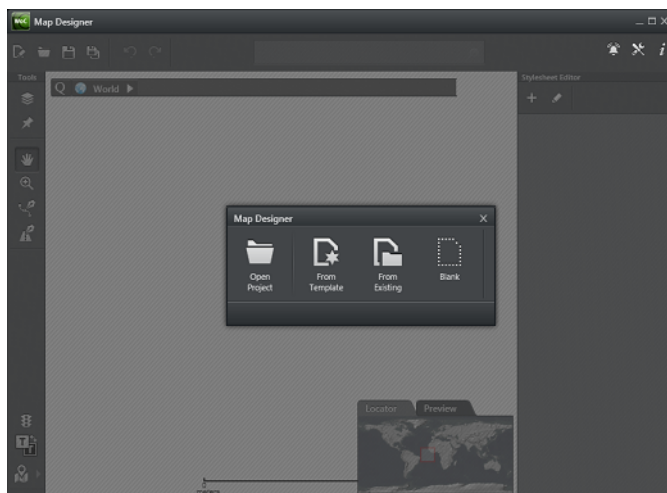 Map Designer
Tools
Stylesheet Editor
World
Map Designer
Open
Project
From
Template
From
Existing
Blank
Locator
Preview